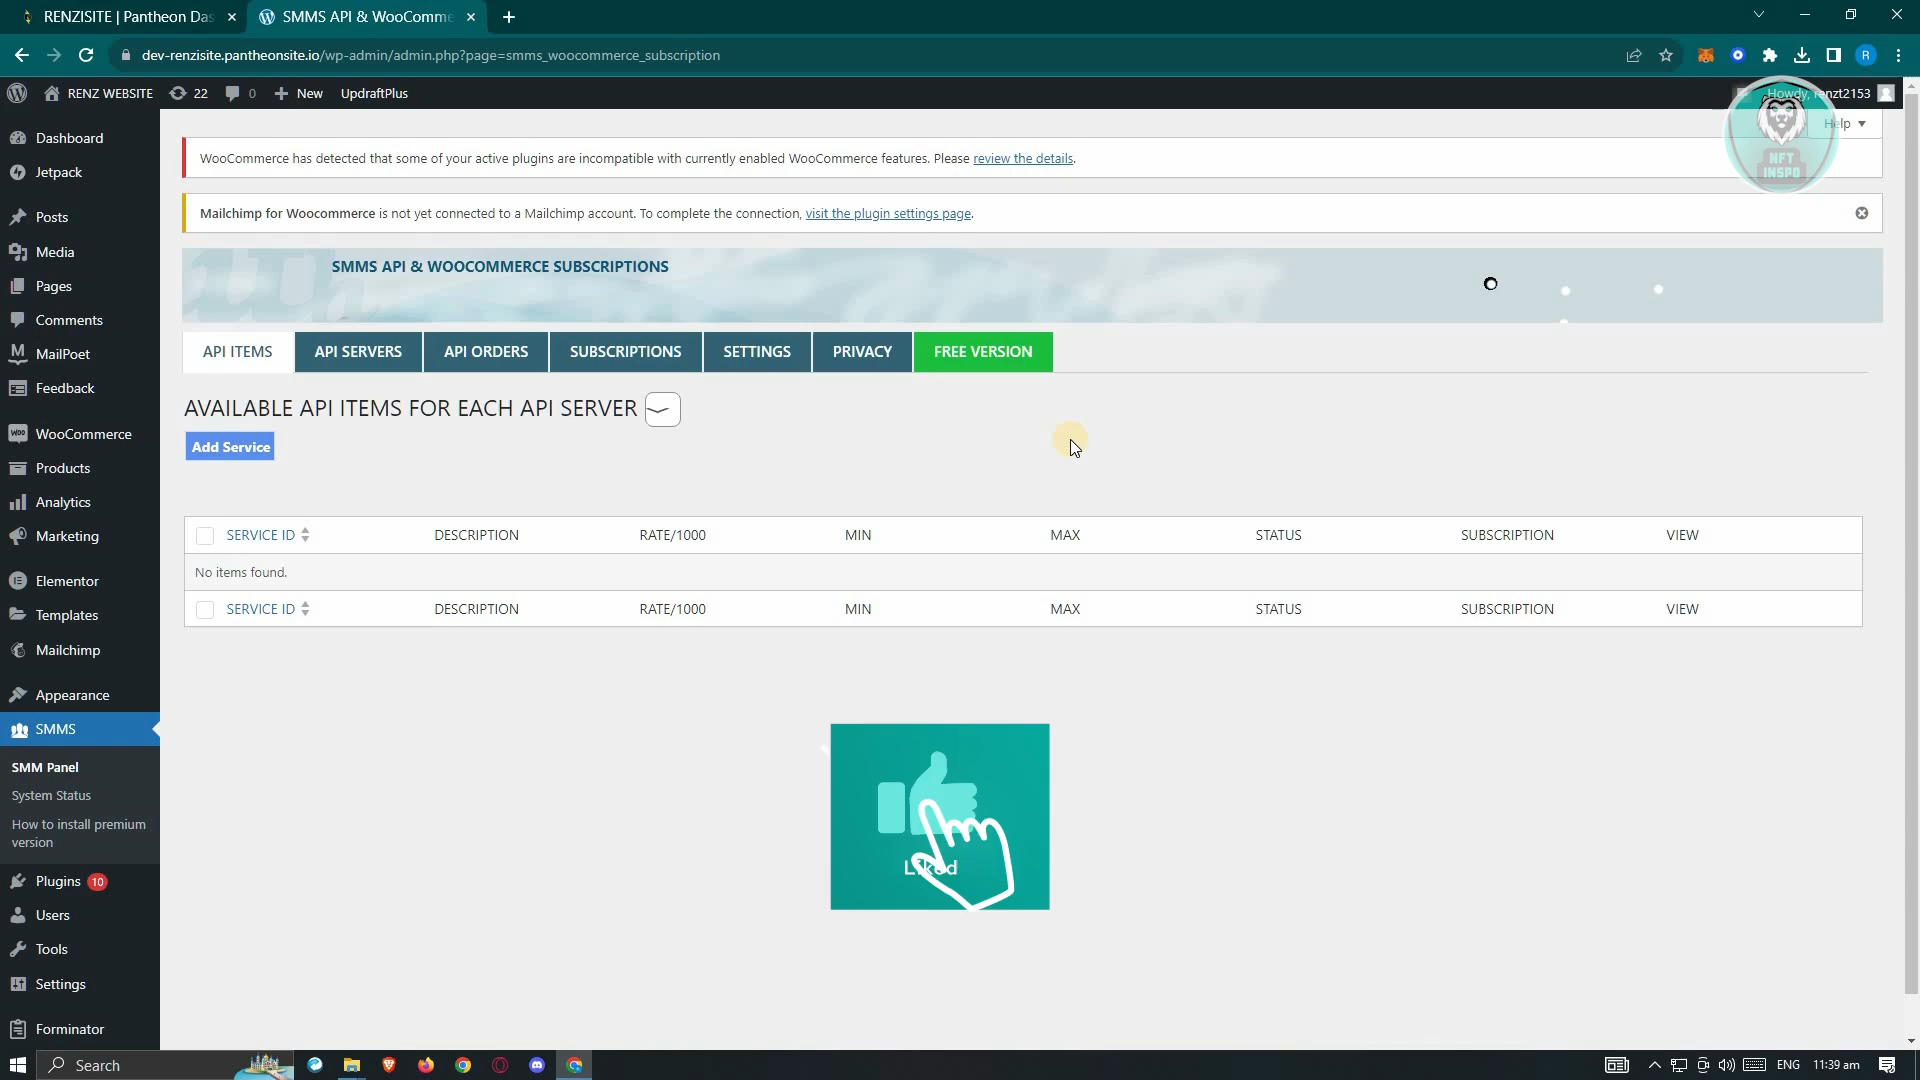 RENZISITE | Pantheon Das
SMMS API & WooComme
dev-renzisite.pantheonsite.io/wp-admin/admin.php?page=smms_woocommerce_subscription
RENZ WEBSITE 22 0 New UpdraftPlus
Howdy, renzt2153
Help
NFT
INSPO
Dashboard
Jetpack
Posts
Media
Pages
Comments
MailPoet
Feedback
WooCommerce
Products
Analytics
Marketing
Elementor
Templates
Mailchimp
Appearance
SMMS
SMM Panel
System Status
How to install premium
version
Plugins 10
Users
Tools
Settings
Forminator
WooCommerce has detected that some of your active plugins are incompatible with currently enabled WooCommerce features. Please review the details.
Mailchimp for Woocommerce is not yet connected to a Mailchimp account. To complete the connection, visit the plugin settings page.
SMMS API & WOOCOMMERCE SUBSCRIPTIONS
API ITEMS API SERVERS API ORDERS SUBSCRIPTIONS SETTINGS PRIVACY FREE VERSION
AVAILABLE API ITEMS FOR EACH API SERVER
Add Service
SERVICE ID DESCRIPTION RATE/1000 MIN MAX STATUS SUBSCRIPTION VIEW
No items found.
SERVICE ID DESCRIPTION RATE/1000 MIN MAX STATUS SUBSCRIPTION VIEW
Liked
Search
ENG 11:39 am